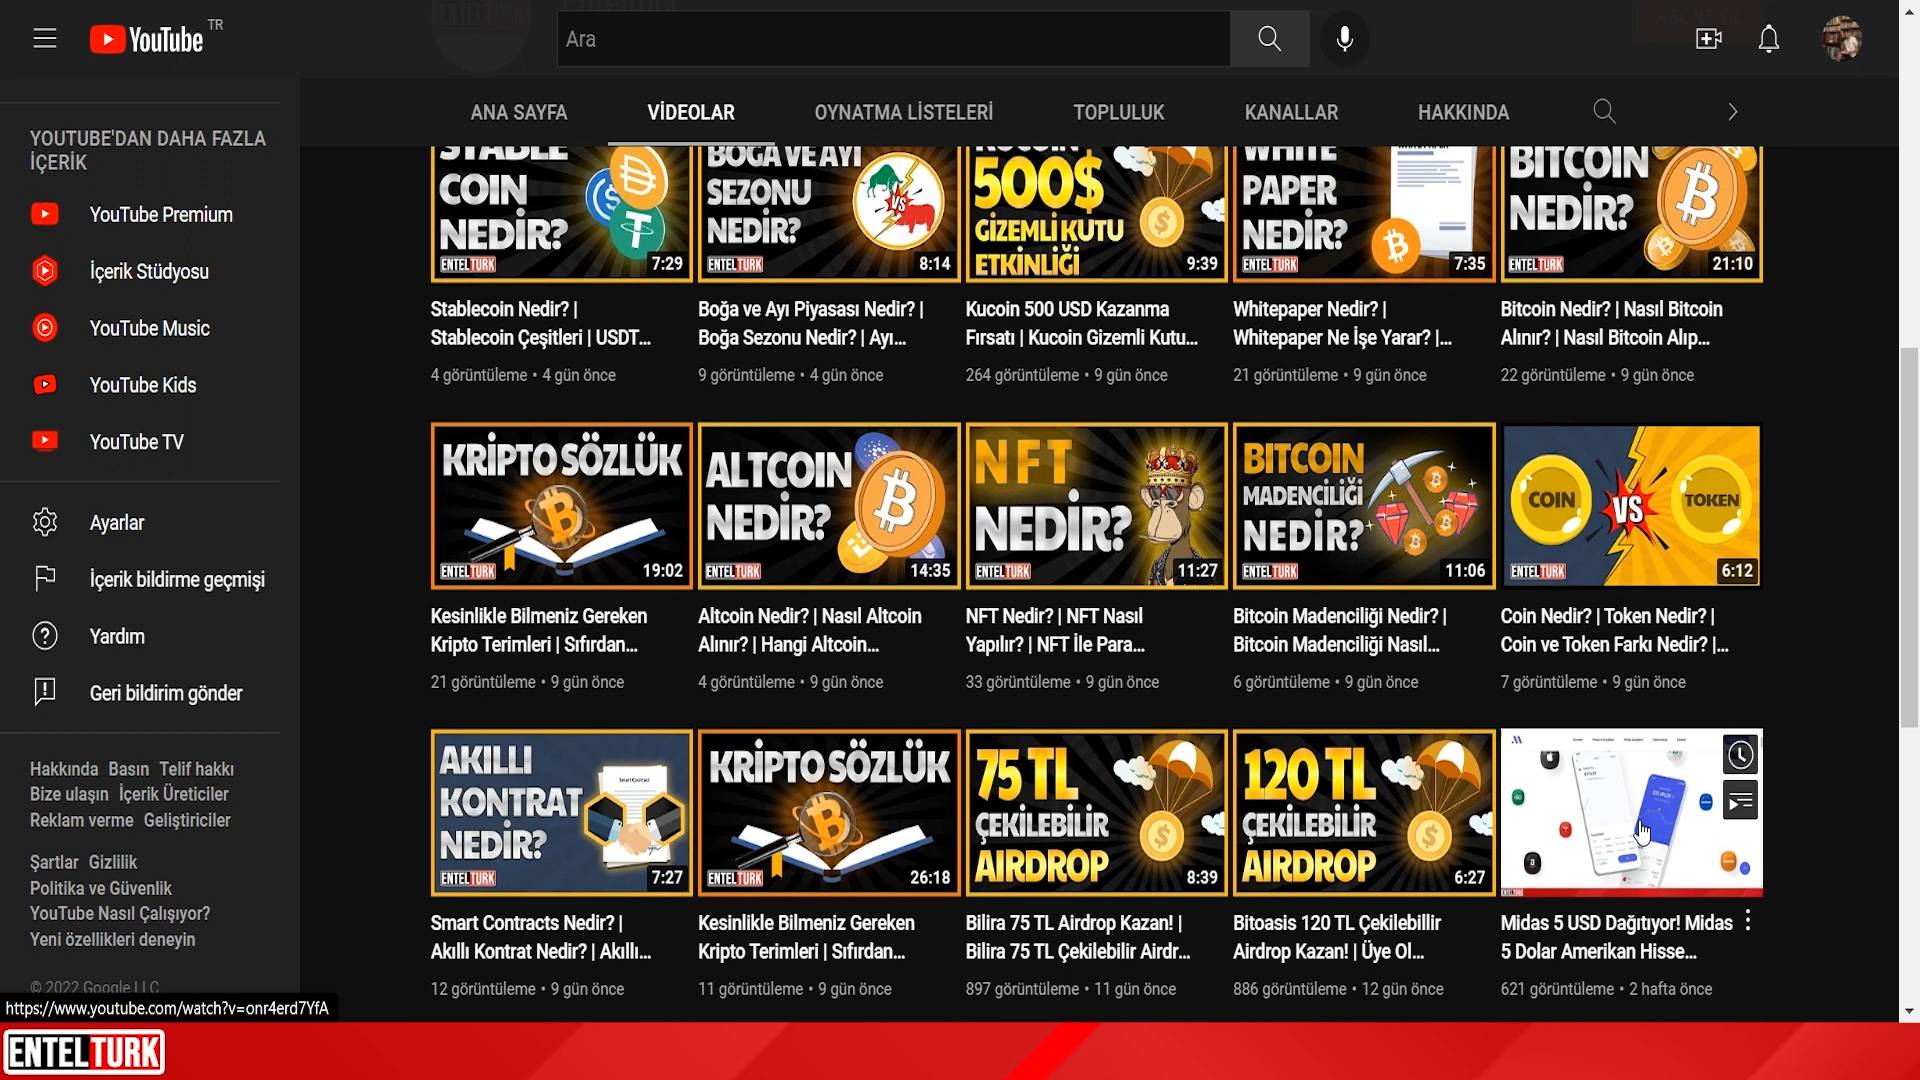 YouTube TR
Ara
ANA SAYFA VİDEOLAR OYNATMA LİSTELERİ TOPLULUK KANALLAR HAKKINDA
YOUTUBE'DAN DAHA FAZLA
İÇERİK
YouTube Premium
İçerik Stüdyosu
YouTube Music
YouTube Kids
YouTube TV
Ayarlar
İçerik bildirme geçmişi
Yardım
Geri bildirim gönder
Hakkında Basın Telif hakkı
Bize ulaşın İçerik Üreticiler
Reklam verme Geliştiriciler
Şartlar Gizlilik
Politika ve Güvenlik
YouTube Nasıl Çalışıyor?
Yeni özellikleri deneyin
© 2022 Google LLC
STABLE
COIN
NEDİR?
ENTELTURK
7:29
Stablecoin Nedir? |
Stablecoin Çeşitleri | USDT...
4 görüntüleme • 4 gün önce
BOĞA VE AYI
SEZONU
NEDİR?
VS
ENTELTURK
8:14
Boğa ve Ayı Piyasası Nedir? |
Boğa Sezonu Nedir? | Ayı...
9 görüntüleme • 4 gün önce
KUCOIN
500$
GİZEMLİ KUTU
ETKİNLİĞİ
9:39
Kucoin 500 USD Kazanma
Fırsatı | Kucoin Gizemli Kutu...
264 görüntüleme • 9 gün önce
WHITE
PAPER
NEDİR?
ENTELTURK
7:35
Whitepaper Nedir? |
Whitepaper Ne İşe Yarar? |...
21 görüntüleme • 9 gün önce
BITCOIN
NEDİR?
ENTELTURK
21:10
Bitcoin Nedir? | Nasıl Bitcoin
Alınır? | Nasıl Bitcoin Alıp...
22 görüntüleme • 9 gün önce
KRİPTO SÖZLÜK
ENTELTURK
19:02
Kesinlikle Bilmeniz Gereken
Kripto Terimleri | Sıfırdan...
21 görüntüleme • 9 gün önce
ALTCOIN
NEDİR?
ENTELTURK
14:35
Altcoin Nedir? | Nasıl Altcoin
Alınır? | Hangi Altcoin...
4 görüntüleme • 9 gün önce
NFT
NEDİR?
ENTELTURK
11:27
NFT Nedir? | NFT Nasıl
Yapılır? | NFT İle Para...
33 görüntüleme • 9 gün önce
BITCOIN
MADENCİLİĞİ
NEDİR?
ENTELTURK
11:06
Bitcoin Madenciliği Nedir? |
Bitcoin Madenciliği Nasıl...
6 görüntüleme • 9 gün önce
COIN VS TOKEN
ENTELTURK
6:12
Coin Nedir? | Token Nedir? |
Coin ve Token Farkı Nedir? |...
7 görüntüleme • 9 gün önce
AKILLI
KONTRAT
NEDİR?
Smart Contract
ENTELTURK
7:27
Smart Contracts Nedir? |
Akıllı Kontrat Nedir? | Akıllı...
12 görüntüleme • 9 gün önce
KRİPTO SÖZLÜK
ENTELTURK
26:18
Kesinlikle Bilmeniz Gereken
Kripto Terimleri | Sıfırdan...
11 görüntüleme • 9 gün önce
75 TL
ÇEKİLEBİLİR
AIRDROP
8:39
Bilira 75 TL Airdrop Kazan! |
Bilira 75 TL Çekilebilir Airdr...
897 görüntüleme • 11 gün önce
120 TL
ÇEKİLEBİLİR
AIRDROP
6:27
Bitoasis 120 TL Çekilebillir
Airdrop Kazan! | Üye Ol...
886 görüntüleme • 12 gün önce
Midas 5 USD Dağıtıyor! Midas
5 Dolar Amerikan Hisse...
621 görüntüleme • 2 hafta önce
https://www.youtube.com/watch?v=onr4erd7YfA
ENTELTURK